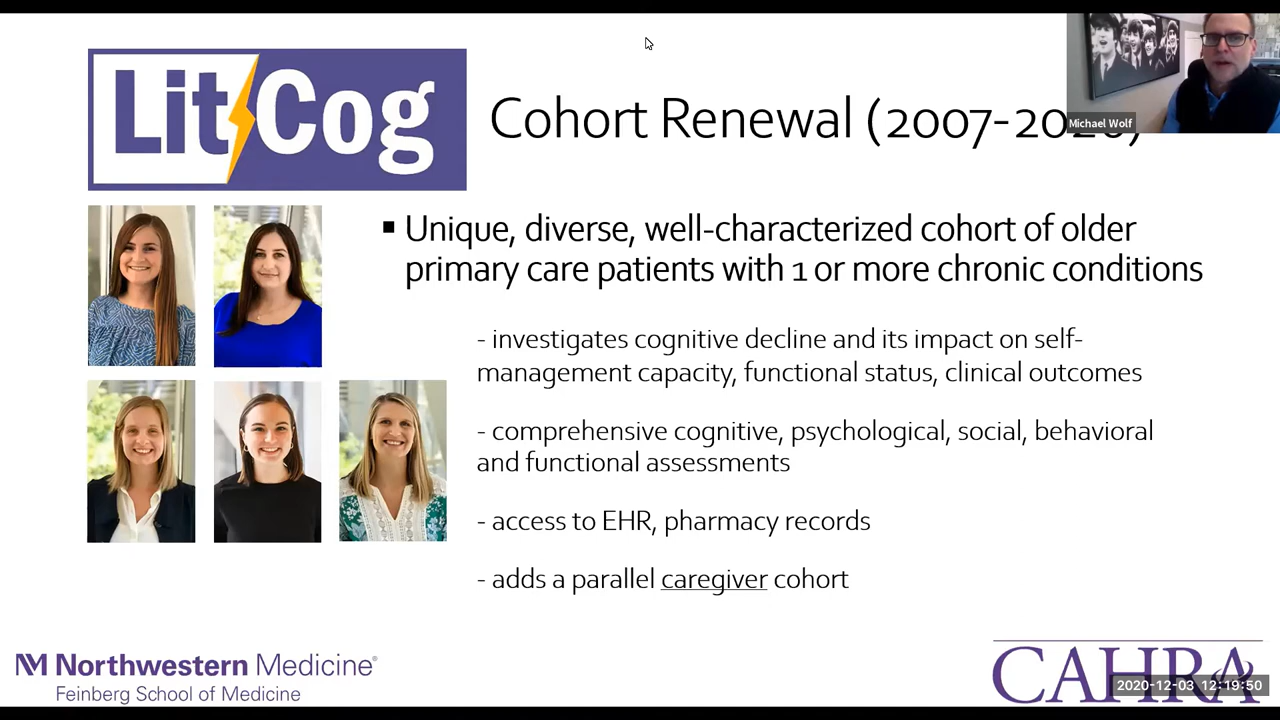 LitCog
Cohort Renewal (2007-20
Michael Wolf
▪ Unique, diverse, well-characterized cohort of older
primary care patients with 1 or more chronic conditions
- investigates cognitive decline and its impact on self-
management capacity, functional status, clinical outcomes
- comprehensive cognitive, psychological, social, behavioral
and functional assessments
- access to EHR, pharmacy records
- adds a parallel caregiver cohort
NM Northwestern Medicine®
Feinberg School of Medicine
CAHRA
2020-12-03 12:19:50